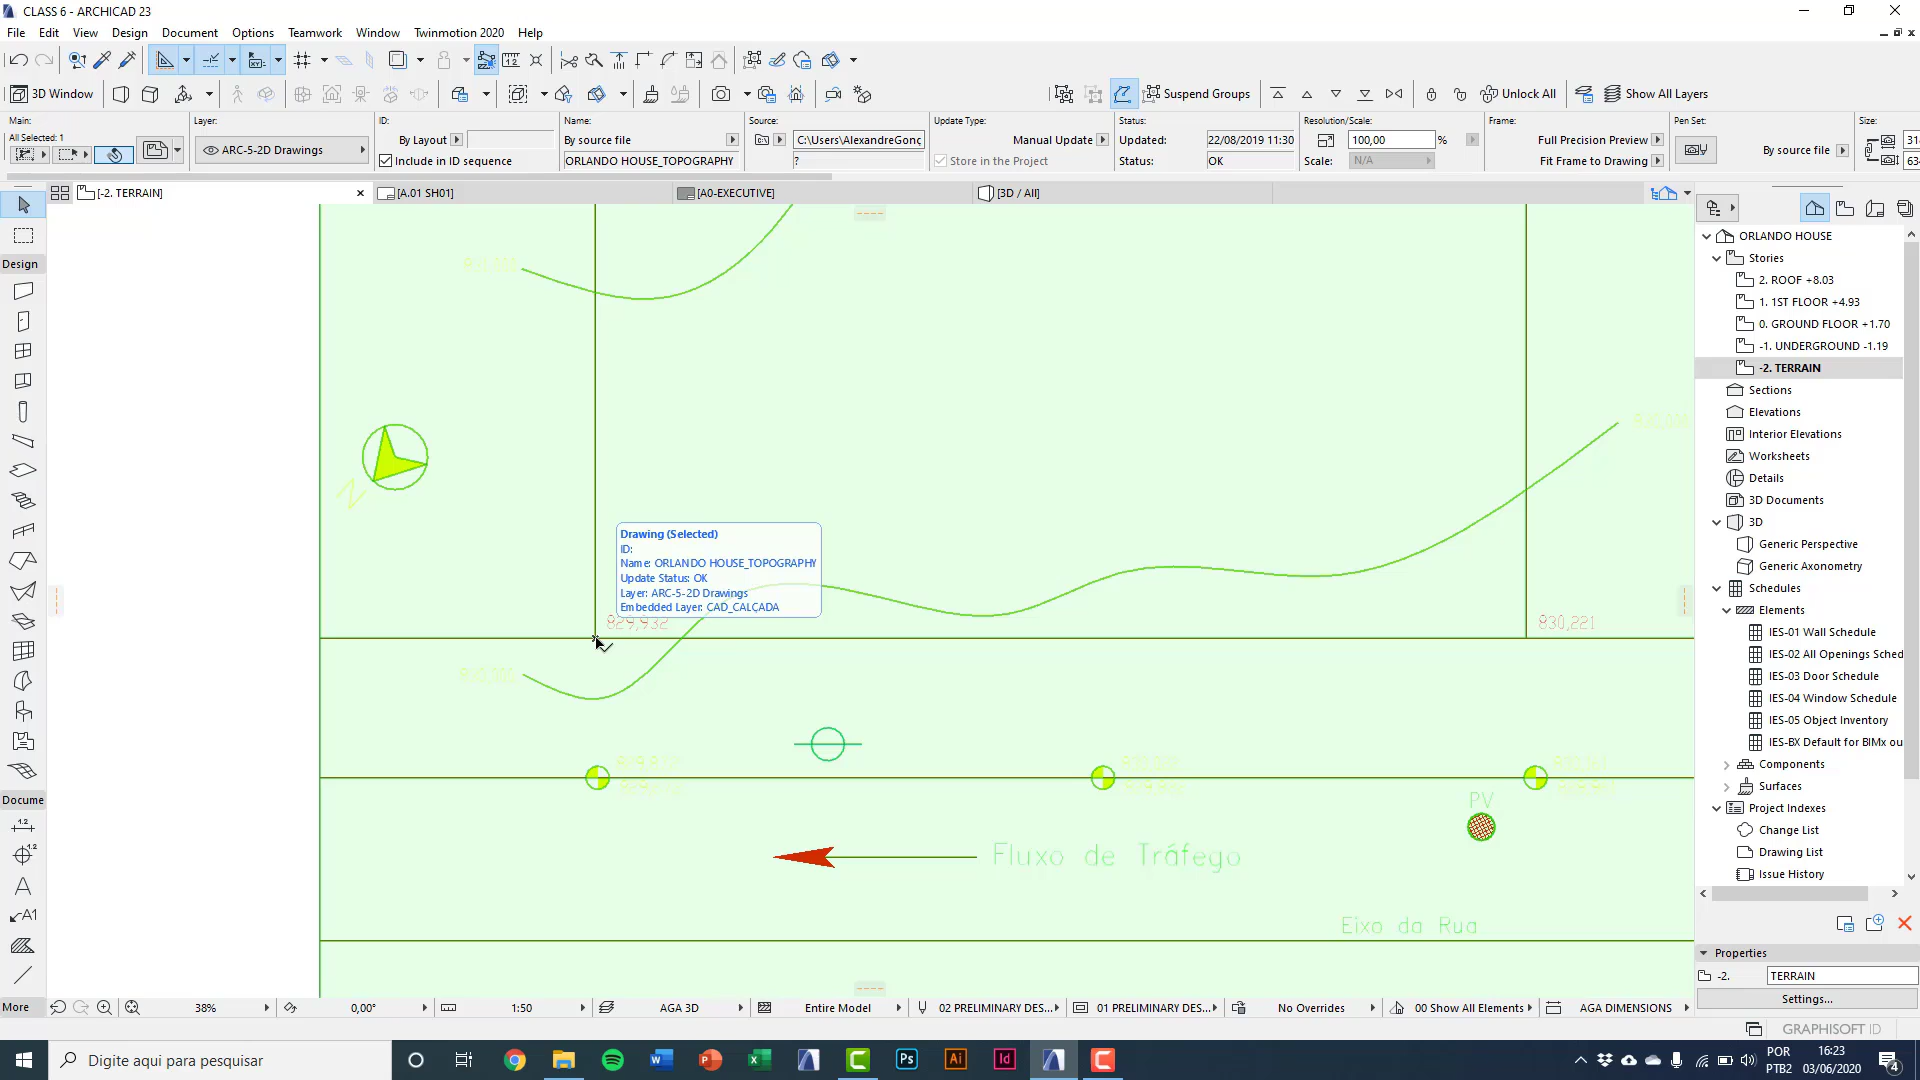 CLASS 6 - ARCHICAD 23
File Edit View Design Document Options Teamwork Window Twinmotion 2020 Help
3D Window
Suspend Groups
Unlock All
Show All Layers
Main:
All Selected: 1
Layer:
ARC-5-2D Drawings
ID:
By Layout
Include in ID sequence
Name:
By source file
ORLANDO HOUSE_TOPOGRAPHY
Source:
C:\Users\AlexandreGonç
?
Update Type:
Manual Update
Store in the Project
Status:
Updated: 22/08/2019 11:30
Status: OK
Resolution/Scale:
100,00 %
Scale: N/A
Frame:
Full Precision Preview
Fit Frame to Drawing
Pen Set:
By source file
Size:
[-2. TERRAIN]
[A.01 SH01]
[A0-EXECUTIVE]
[3D / All]
Design
Docume
More
N
Drawing (Selected)
ID:
Name: ORLANDO HOUSE_TOPOGRAPHY
Update Status: OK
Layer: ARC-5-2D Drawings
Embedded Layer: CAD_CALÇADA
829,932
830,221
PV
Fluxo de Tráfego
Eixo da Rua
ORLANDO HOUSE
Stories
2. ROOF +8.03
1. 1ST FLOOR +4.93
0. GROUND FLOOR +1.70
-1. UNDERGROUND -1.19
-2. TERRAIN
Sections
Elevations
Interior Elevations
Worksheets
Details
3D Documents
3D
Generic Perspective
Generic Axonometry
Schedules
Elements
IES-01 Wall Schedule
IES-02 All Openings Sched
IES-03 Door Schedule
IES-04 Window Schedule
IES-05 Object Inventory
IES-BX Default for BIMx ou
Components
Surfaces
Project Indexes
Change List
Drawing List
Issue History
Properties
-2. TERRAIN
Settings...
38%
0,00°
1:50
AGA 3D
Entire Model
02 PRELIMINARY DES...
01 PRELIMINARY DES...
No Overrides
00 Show All Elements
AGA DIMENSIONS
GRAPHISOFT ID
Digite aqui para pesquisar
POR
PTB2
16:23
03/06/2020
4